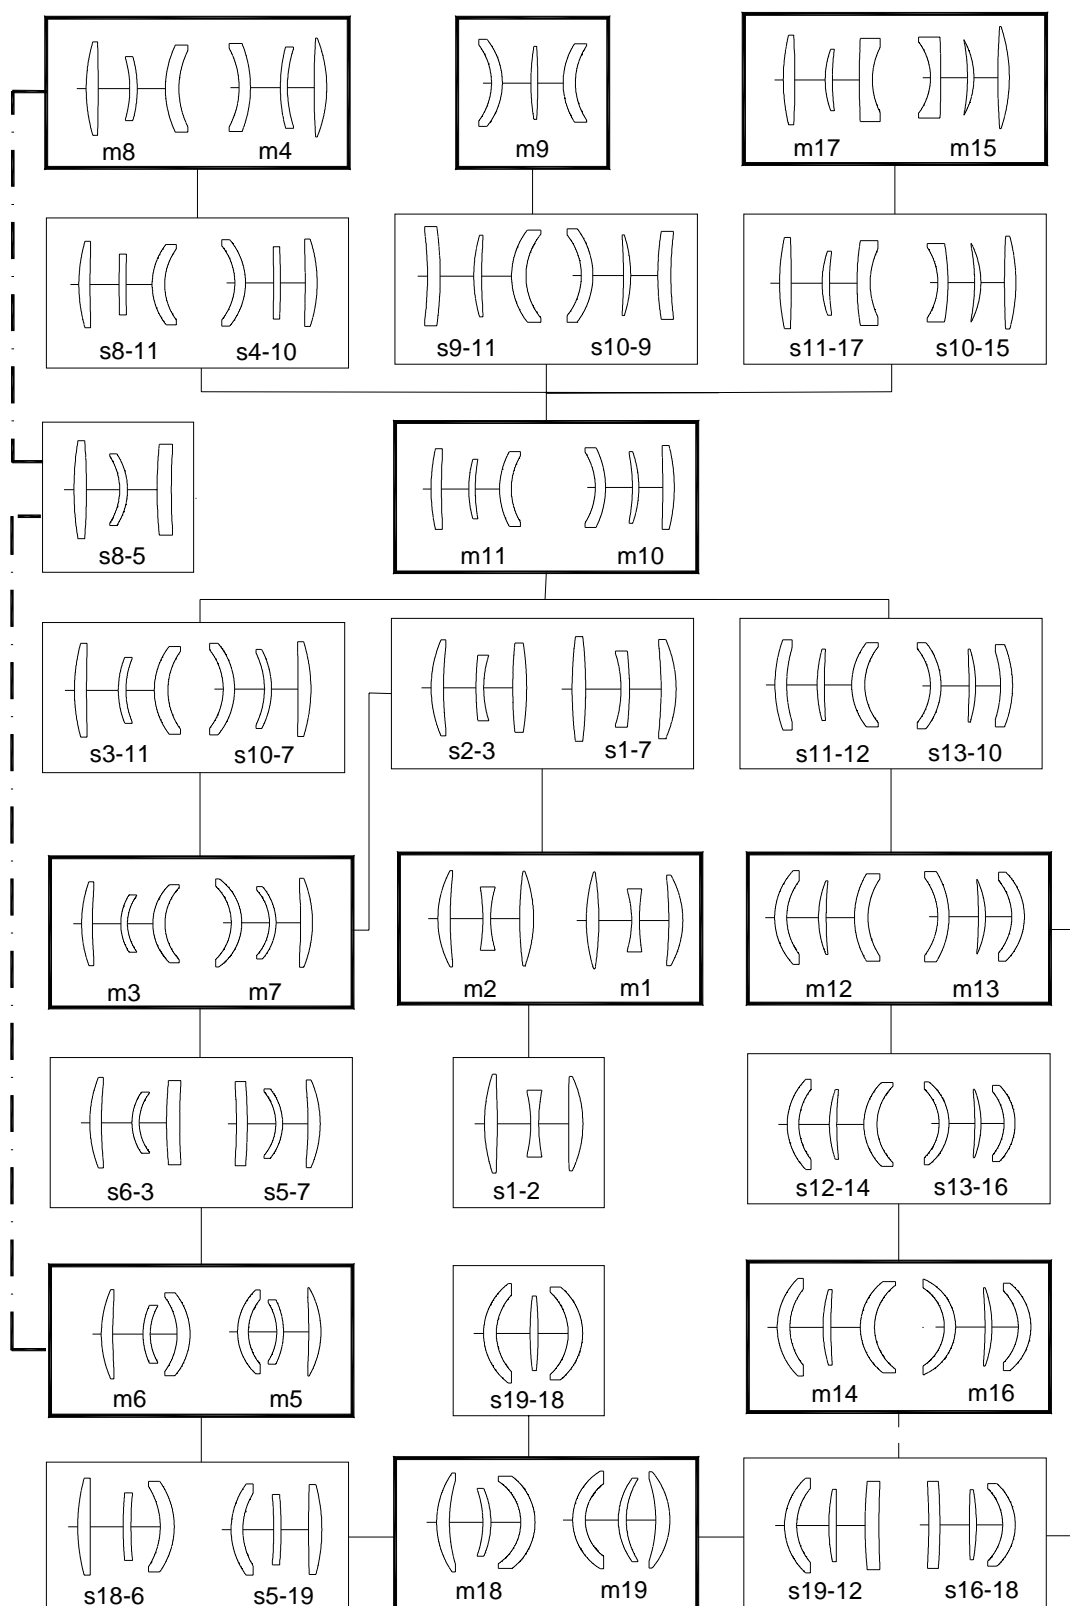 m8 m4
m9
m17 m15
s8-11 s4-10
s9-11 s10-9
s11-17 s10-15
s8-5
m11 m10
s3-11 s10-7
s2-3 s1-7
s11-12 s13-10
m3 m7
m2 m1
m12 m13
s6-3 s5-7
s1-2
s12-14 s13-16
m6 m5
s19-18
m14 m16
s18-6 s5-19
m18 m19
s19-12 s16-18